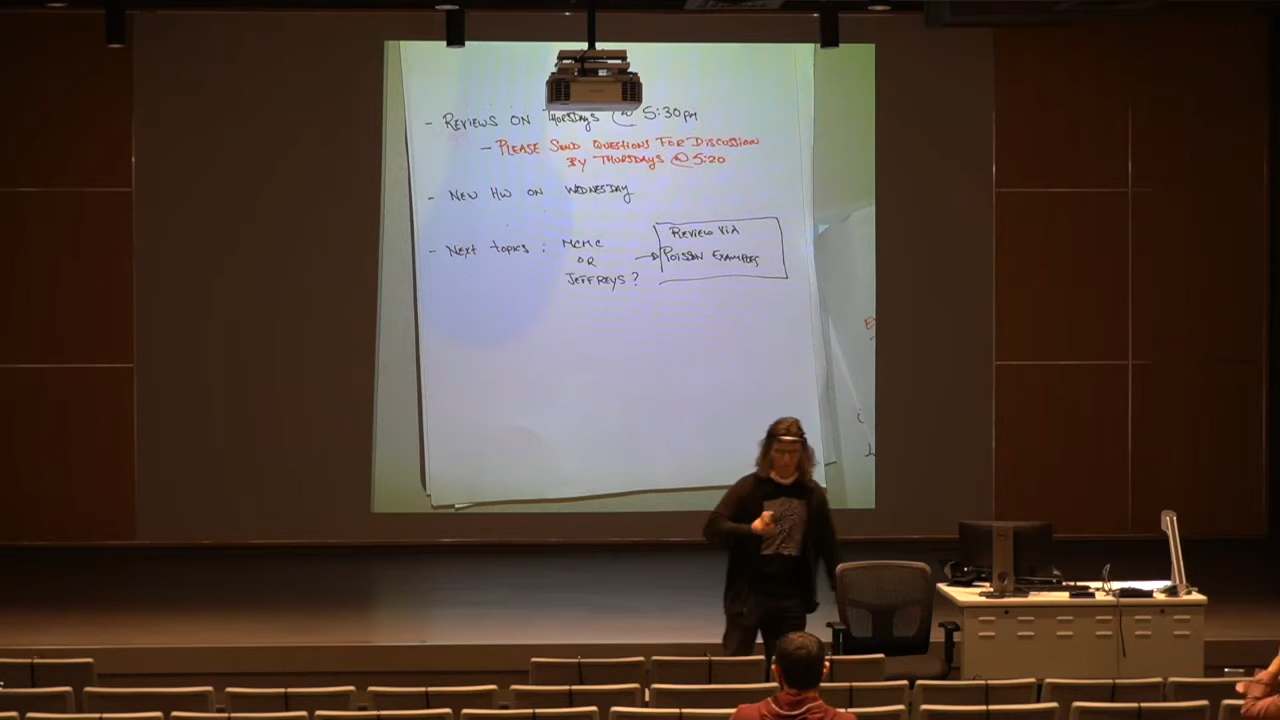 - REVIEWS ON THURSDAYS @ 5:30PM
- PLEASE SEND QUESTIONS FOR DISCUSSION
BY THURSDAYS @ 5:20
- NEW HW ON WEDNESDAY
- NEXT TOPICS : MCMC
OR
JEFFREYS ?
REVIEW VIA
POISSON EXAMPLES